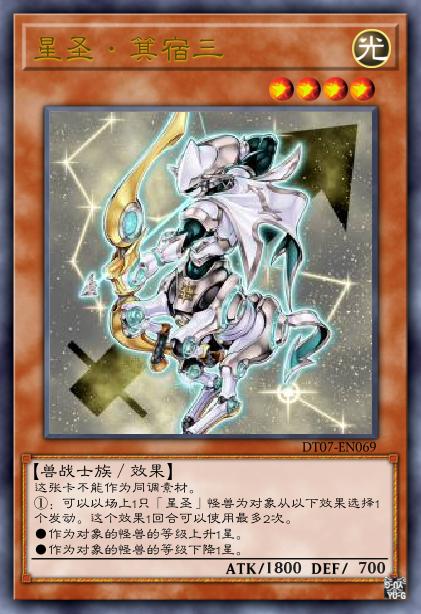 星圣·箕宿三
光
DT07-EN069
【兽战士族/效果】
这张卡不能作为同调素材。
①:可以以场上1只「星圣」怪兽为对象从以下效果选择1
个发动。这个效果1回合可以使用最多2次。
●作为对象的怪兽的等级上升1星。
●作为对象的怪兽的等级下降1星。
ATK/1800 DEF/ 700